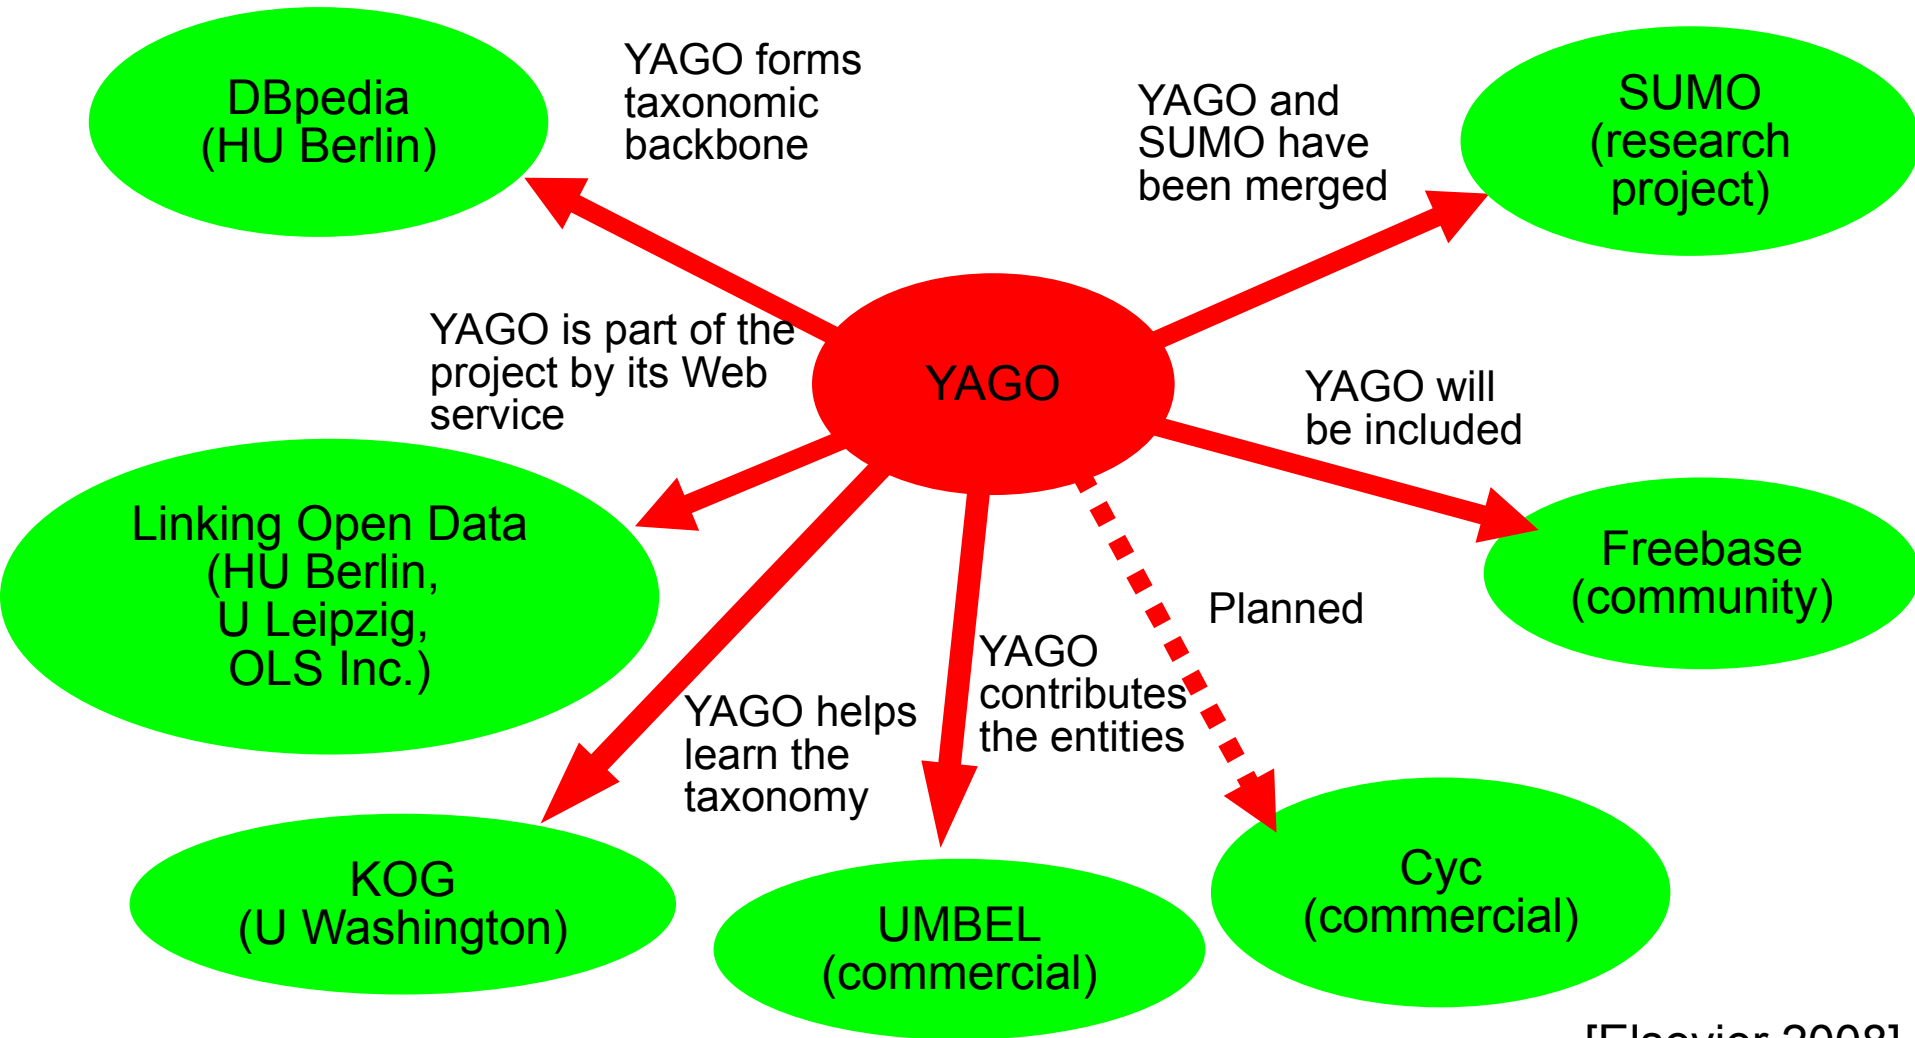 DBpedia
(HU Berlin)
YAGO forms
taxonomic
backbone
YAGO and
SUMO have
been merged
SUMO
(research
project)
YAGO is part of the
project by its Web
service
YAGO
YAGO will
be included
Linking Open Data
(HU Berlin,
U Leipzig,
OLS Inc.)
Freebase
(community)
Planned
YAGO
contributes
the entities
YAGO helps
learn the
taxonomy
KOG
(U Washington)
UMBEL
(commercial)
Cyc
(commercial)
[Elsevier 2008]